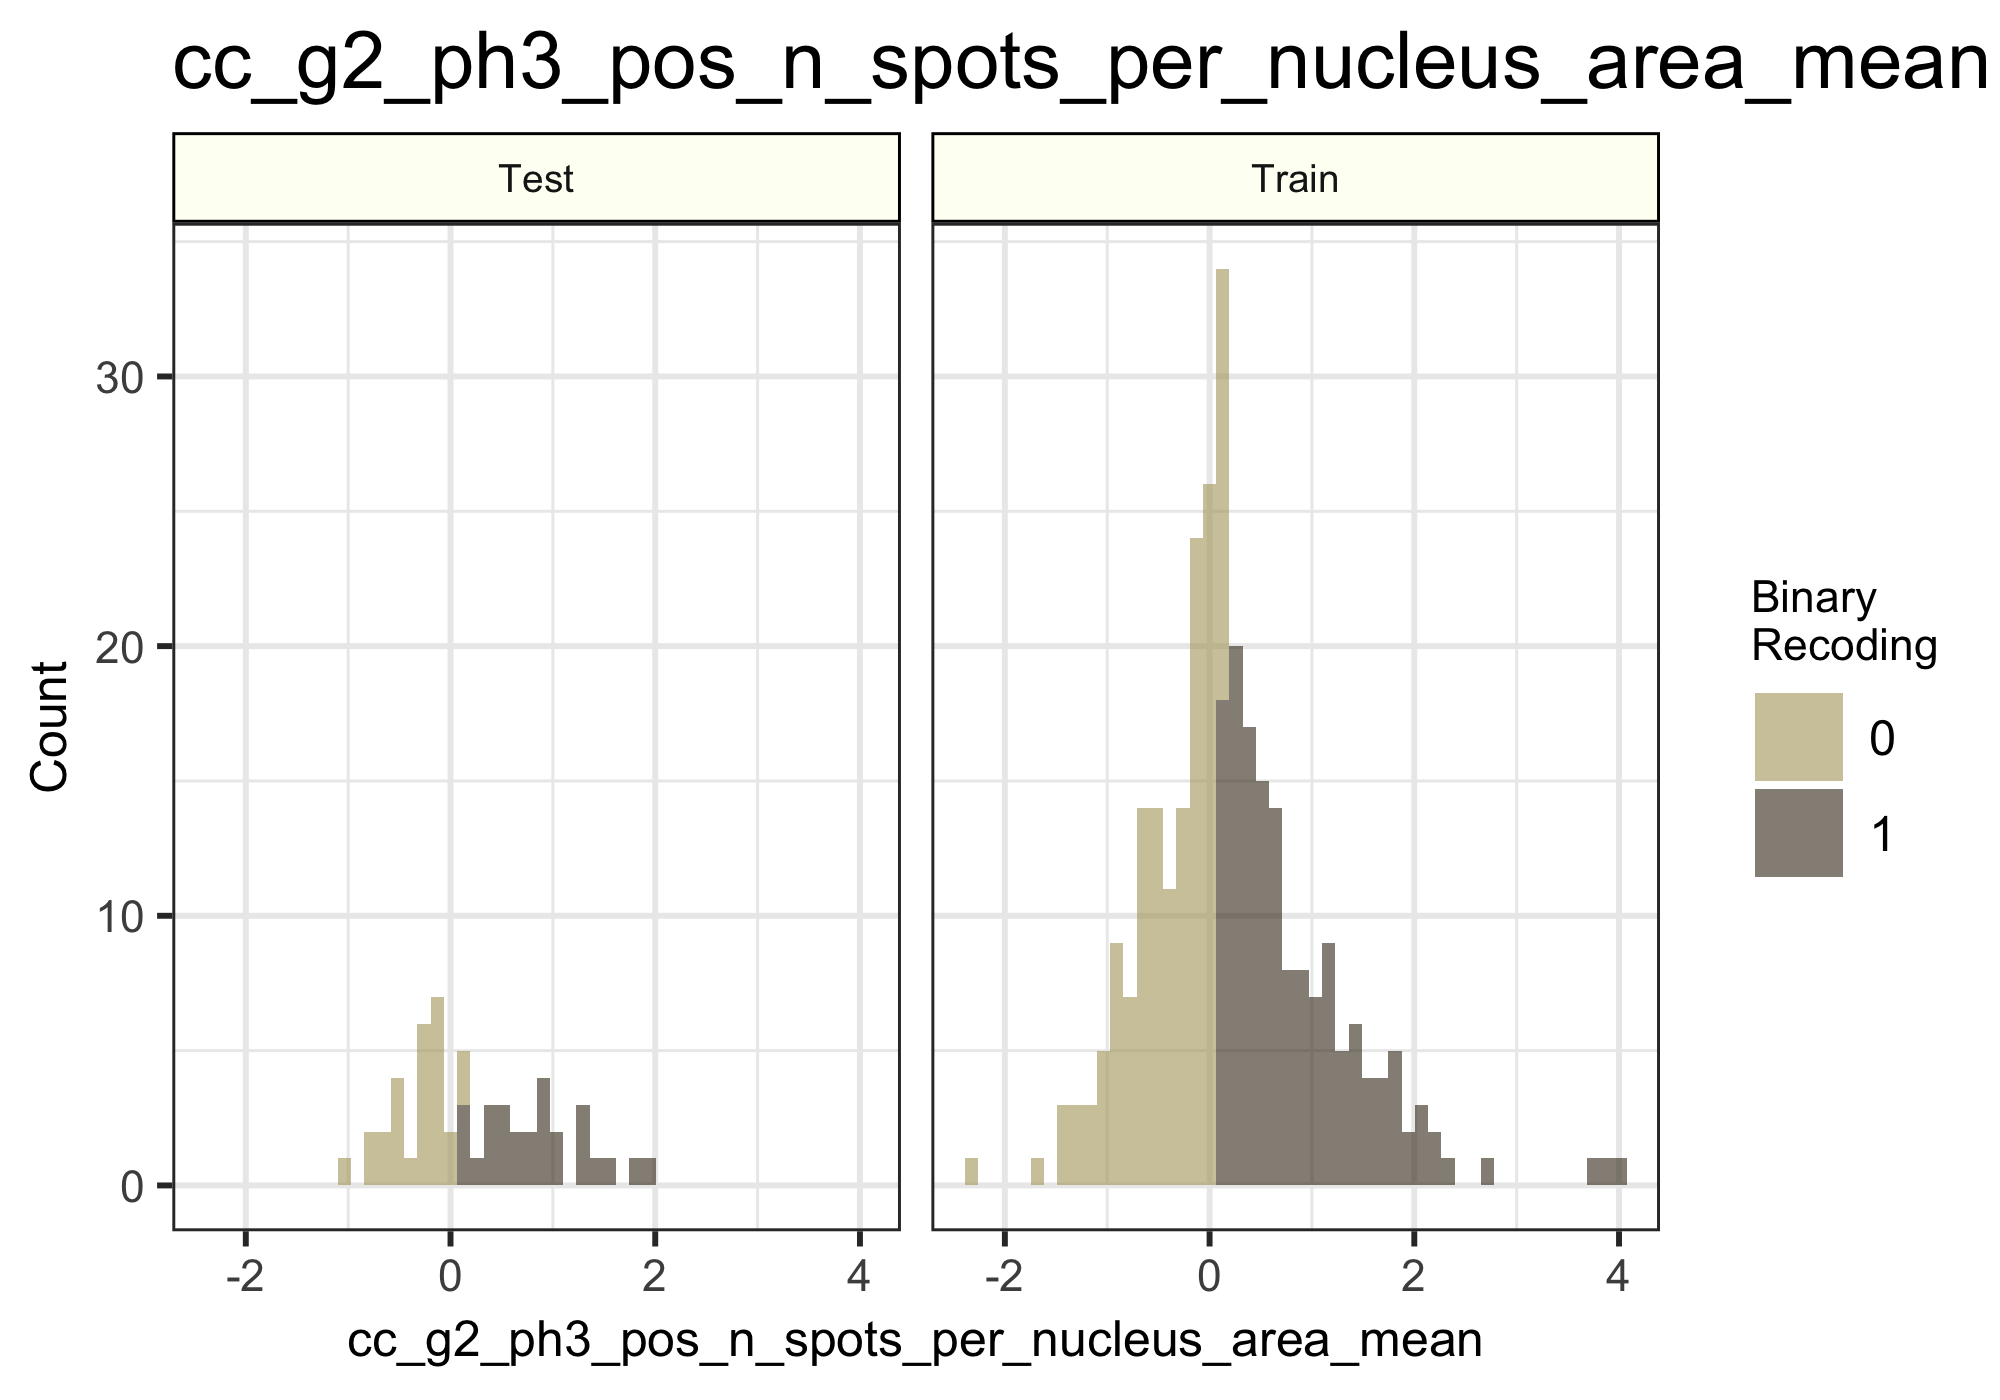 cc_g2_ph3_pos_n_spots_per_nucleus_area_mean
Test
Train
30
20
10
0
Count
-2
0
2
4
-2
0
2
4
cc_g2_ph3_pos_n_spots_per_nucleus_area_mean
Binary
Recoding
0
1